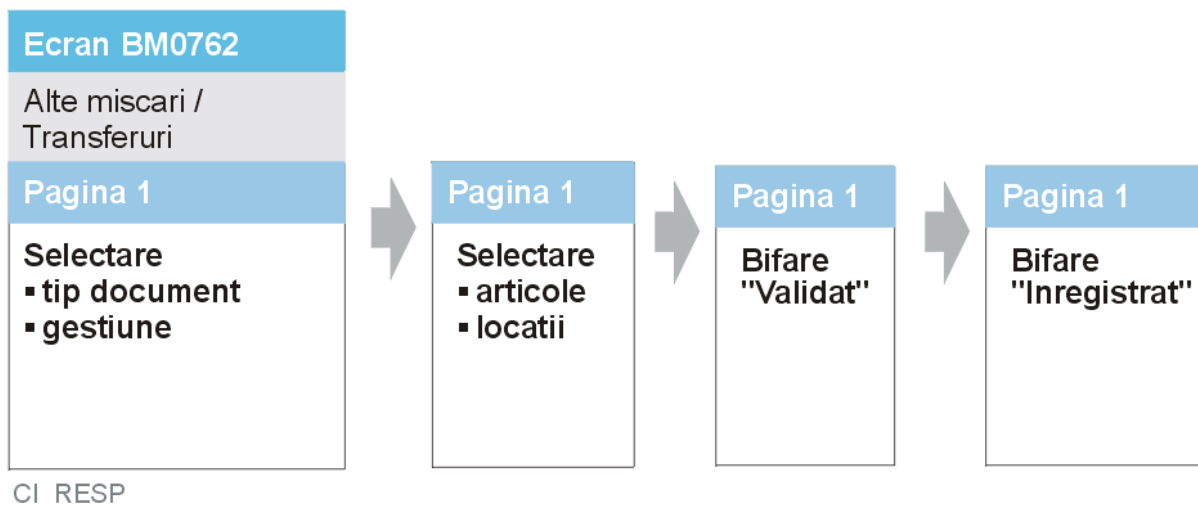 Ecran BM0762
Alte miscari /
Transferuri
Pagina 1
Selectare
▪ tip document
▪ gestiune
Pagina 1
Selectare
▪ articole
▪ locatii
Pagina 1
Bifare
"Validat"
Pagina 1
Bifare
"Inregistrat"
CI RESP